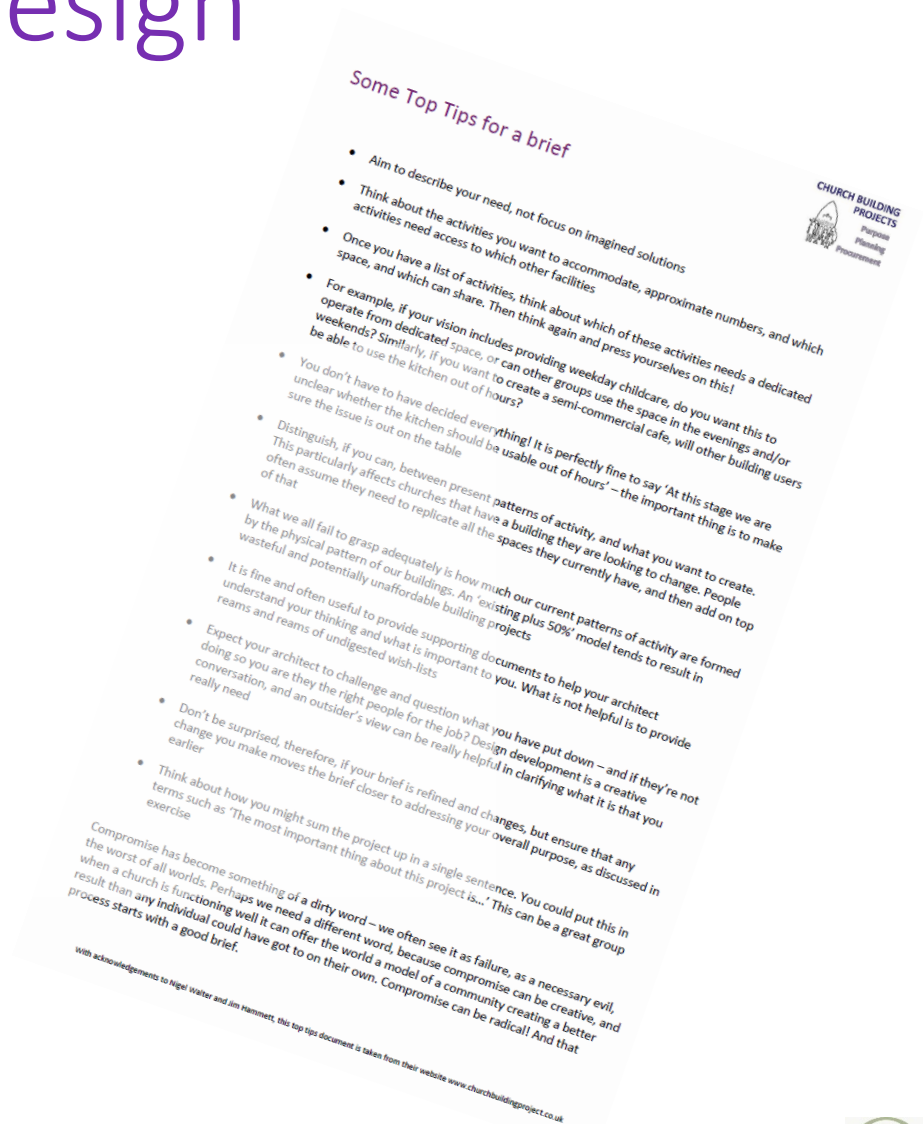 esign
Some Top Tips for a brief
CHURCH BUILDING
PROJECTS
Purpose
Planning
Procurement
• Aim to describe your need, not focus on imagined solutions
• Think about the activities you want to accommodate, approximate numbers, and which
activities need access to which other facilities
• Once you have a list of activities, think about which of these activities needs a dedicated
space, and which can share. Then think again and press yourselves on this!
• For example, if your vision includes providing weekday childcare, do you want this to
operate from dedicated space, or can other groups use the space in the evenings and/or
weekends? Similarly, if you want to create a semi-commercial cafe, will other building users
be able to use the kitchen out of hours?
• You don't have to have decided everything! It is perfectly fine to say 'At this stage we are
unclear whether the kitchen should be usable out of hours' – the important thing is to make
sure the issue is out on the table
• Distinguish, if you can, between present patterns of activity, and what you want to create.
This particularly affects churches that have a building they are looking to change. People
often assume they need to replicate all the spaces they currently have, and then add on top
of that
• What we all fail to grasp adequately is how much our current patterns of activity are formed
by the physical pattern of our buildings. An 'existing plus 50%' model tends to result in
wasteful and potentially unaffordable building projects
• It is fine and often useful to provide supporting documents to help your architect
understand your thinking and what is important to you. What is not helpful is to provide
reams and reams of undigested wish-lists
• Expect your architect to challenge and question what you have put down – and if they're not
doing so you are they the right people for the job? Design development is a creative
conversation, and an outsider's view can be really helpful in clarifying what it is that you
really need
• Don't be surprised, therefore, if your brief is refined and changes, but ensure that any
change you make moves the brief closer to addressing your overall purpose, as discussed in
earlier
• Think about how you might sum the project up in a single sentence. You could put this in
terms such as 'The most important thing about this project is...' This can be a great group
exercise
Compromise has become something of a dirty word – we often see it as failure, as a necessary evil,
the worst of all worlds. Perhaps we need a different word, because compromise can be creative, and
when a church is functioning well it can offer the world a model of a community creating a better
result than any individual could have got to on their own. Compromise can be radical! And that
process starts with a good brief.
With acknowledgements to Nigel Walter and Jim Hammett, this top tips document is taken from their website www.churchbuildingproject.co.uk